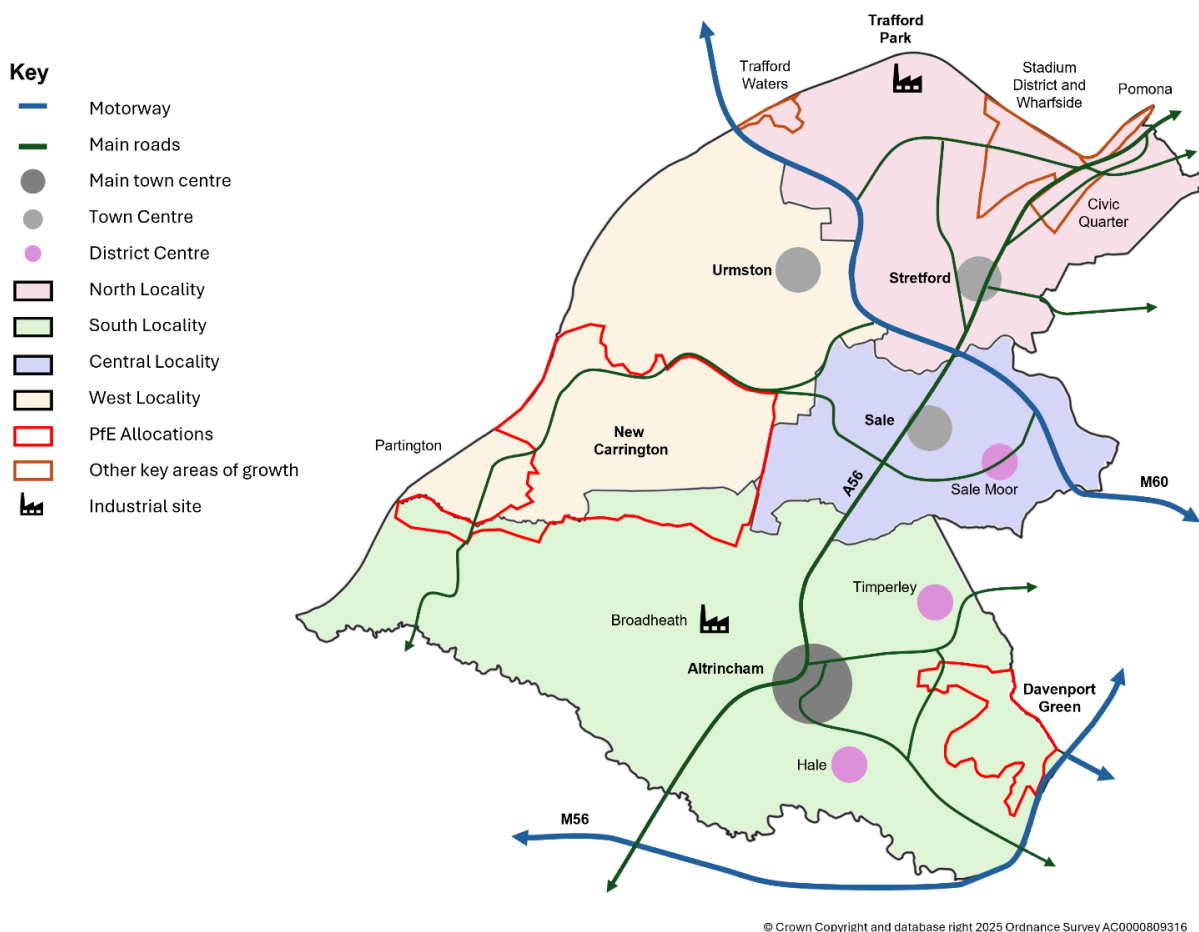 Key
Motorway
Main roads
Main town centre
Town Centre
District Centre
North Locality
South Locality
Central Locality
West Locality
PfE Allocations
Other key areas of growth
Industrial site
Trafford
Park
Trafford
Waters
Stadium
District and
Wharfside
Pomona
Civic
Quarter
Urmston
Stretford
Partington
New
Carrington
Sale
Sale Moor
A56
M60
Timperley
Broadheath
Altrincham
Davenport
Green
Hale
M56
© Crown Copyright and database right 2025 Ordnance Survey AC0000809316